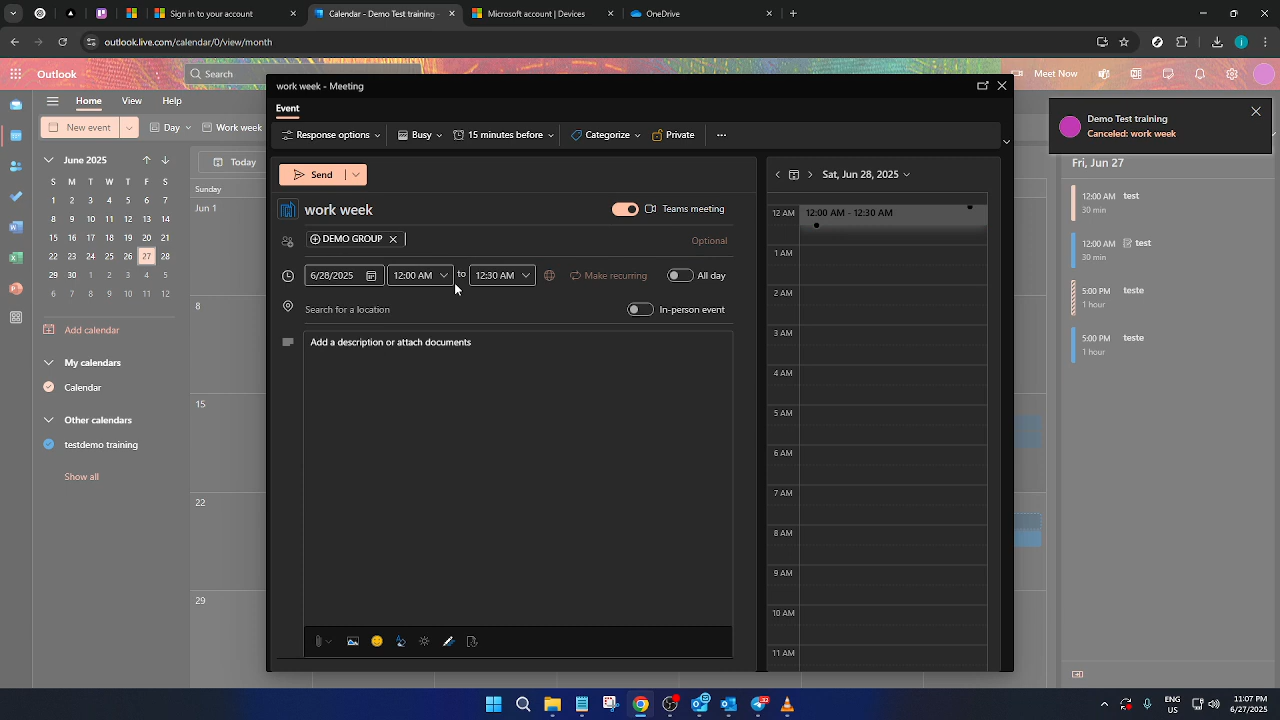 Sign in to your account
Calendar - Demo Test training -
Microsoft account | Devices
OneDrive
outlook.live.com/calendar/0/view/month
Outlook
Search
Meet Now
Home View Help
New event Day Work week
June 2025
S M T W T F S
1 2 3 4 5 6 7
8 9 10 11 12 13 14
15 16 17 18 19 20 21
22 23 24 25 26 27 28
29 30 1 2 3 4 5
6 7 8 9 10 11 12
Add calendar
My calendars
Calendar
Other calendars
testdemo training
Show all
Today
Sunday
Jun 1
8
15
22
29
work week - Meeting
Event
Response options Busy 15 minutes before Categorize Private
Send
work week
Teams meeting
DEMO GROUP
Optional
6/28/2025 12:00 AM to 12:30 AM Make recurring All day
Search for a location
In-person event
Add a description or attach documents
Sat, Jun 28, 2025
12 AM 12:00 AM - 12:30 AM
1 AM
2 AM
3 AM
4 AM
5 AM
6 AM
7 AM
8 AM
9 AM
10 AM
11 AM
Demo Test training
Canceled: work week
Fri, Jun 27
12:00 AM test
30 min
12:00 AM test
30 min
5:00 PM teste
1 hour
5:00 PM teste
1 hour
ENG
US
11:07 PM
6/27/2025